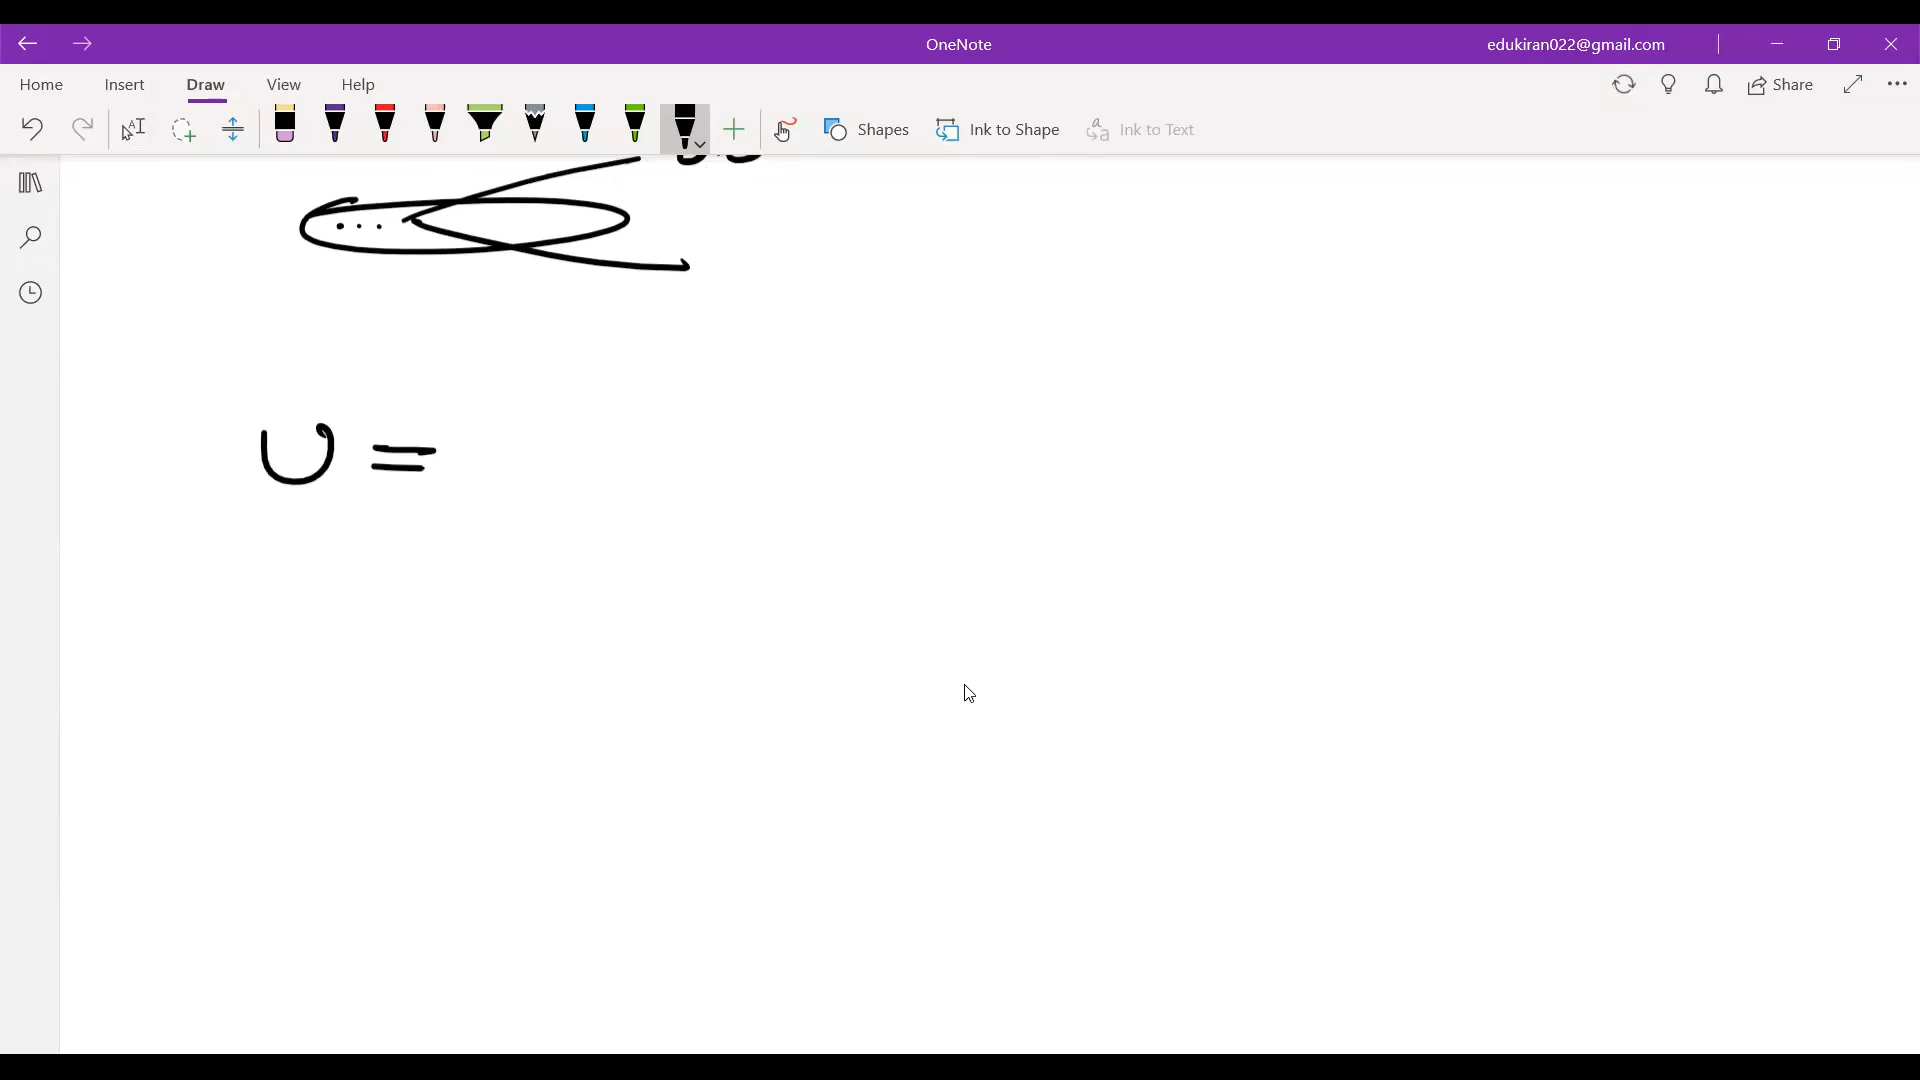 OneNote
edukiran022@gmail.com
Home Insert Draw View Help
Share
Shapes Ink to Shape Ink to Text
U =